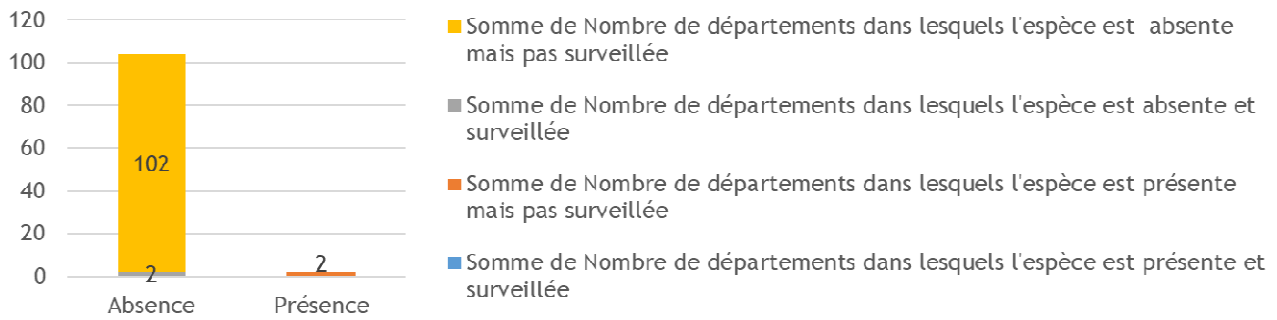 120
100
80
60
40
20
0
102
2
2
Absence
Présence
Somme de Nombre de départements dans lesquels l'espèce est absente
mais pas surveillée
Somme de Nombre de départements dans lesquels l'espèce est absente et
surveillée
Somme de Nombre de départements dans lesquels l'espèce est présente
mais pas surveillée
Somme de Nombre de départements dans lesquels l'espèce est présente et
surveillée